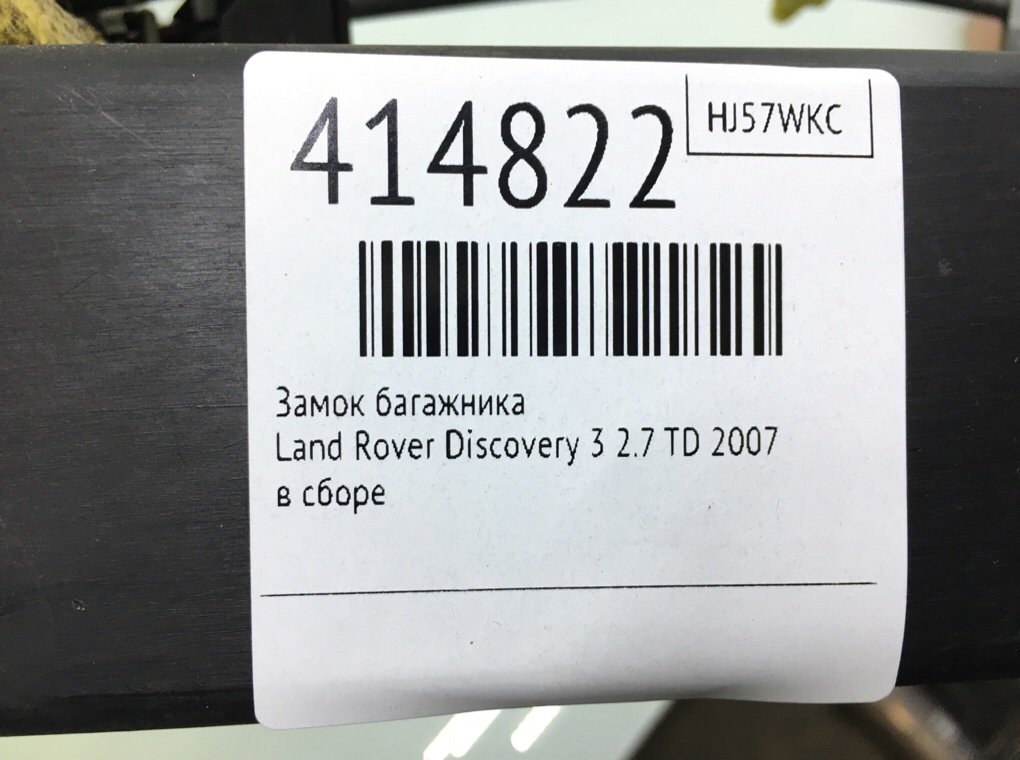 414822
HJ57WKC
Замок багажника
Land Rover Discovery 3 2.7 TD 2007
в сборе